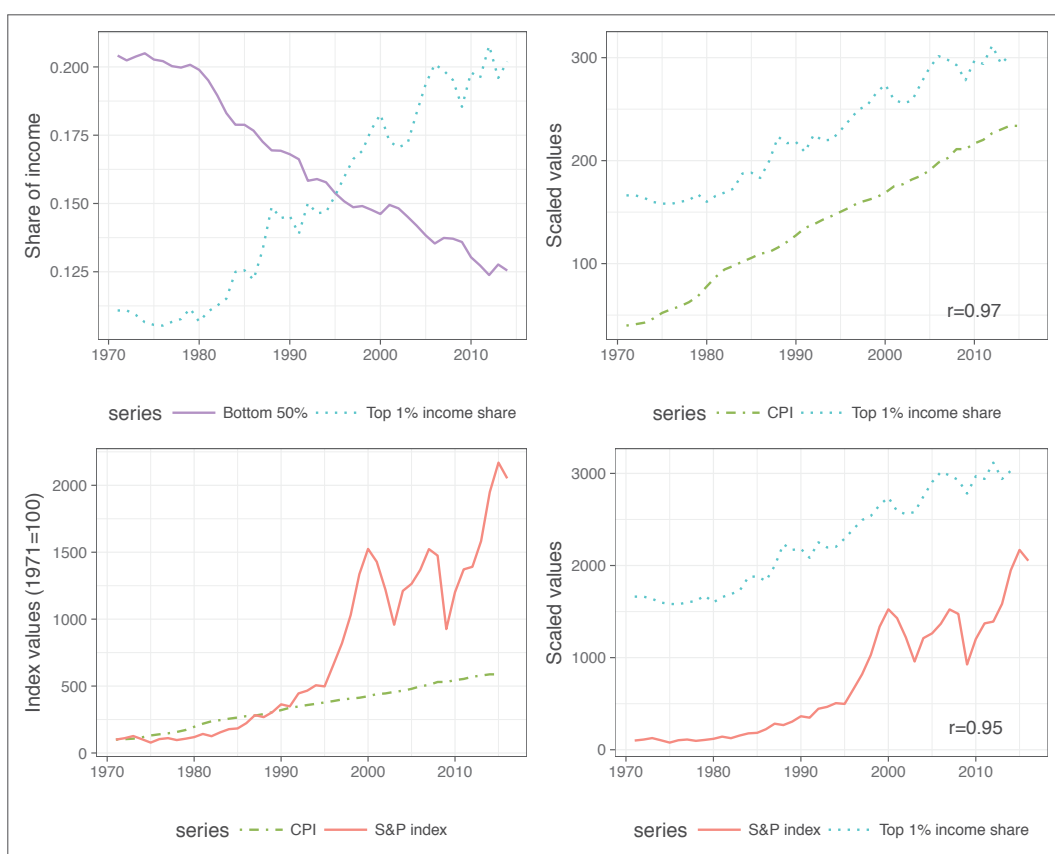 Share of income
0.200
0.175
0.150
0.125
1970 1980 1990 2000 2010
series Bottom 50% Top 1% income share
Scaled values
300
200
100
r=0.97
1970 1980 1990 2000 2010
series CPI Top 1% income share
Index values (1971=100)
2000
1500
1000
500
0
1970 1980 1990 2000 2010
series CPI S&P index
Scaled values
3000
2000
1000
0
r=0.95
1970 1980 1990 2000 2010
series S&P index Top 1% income share